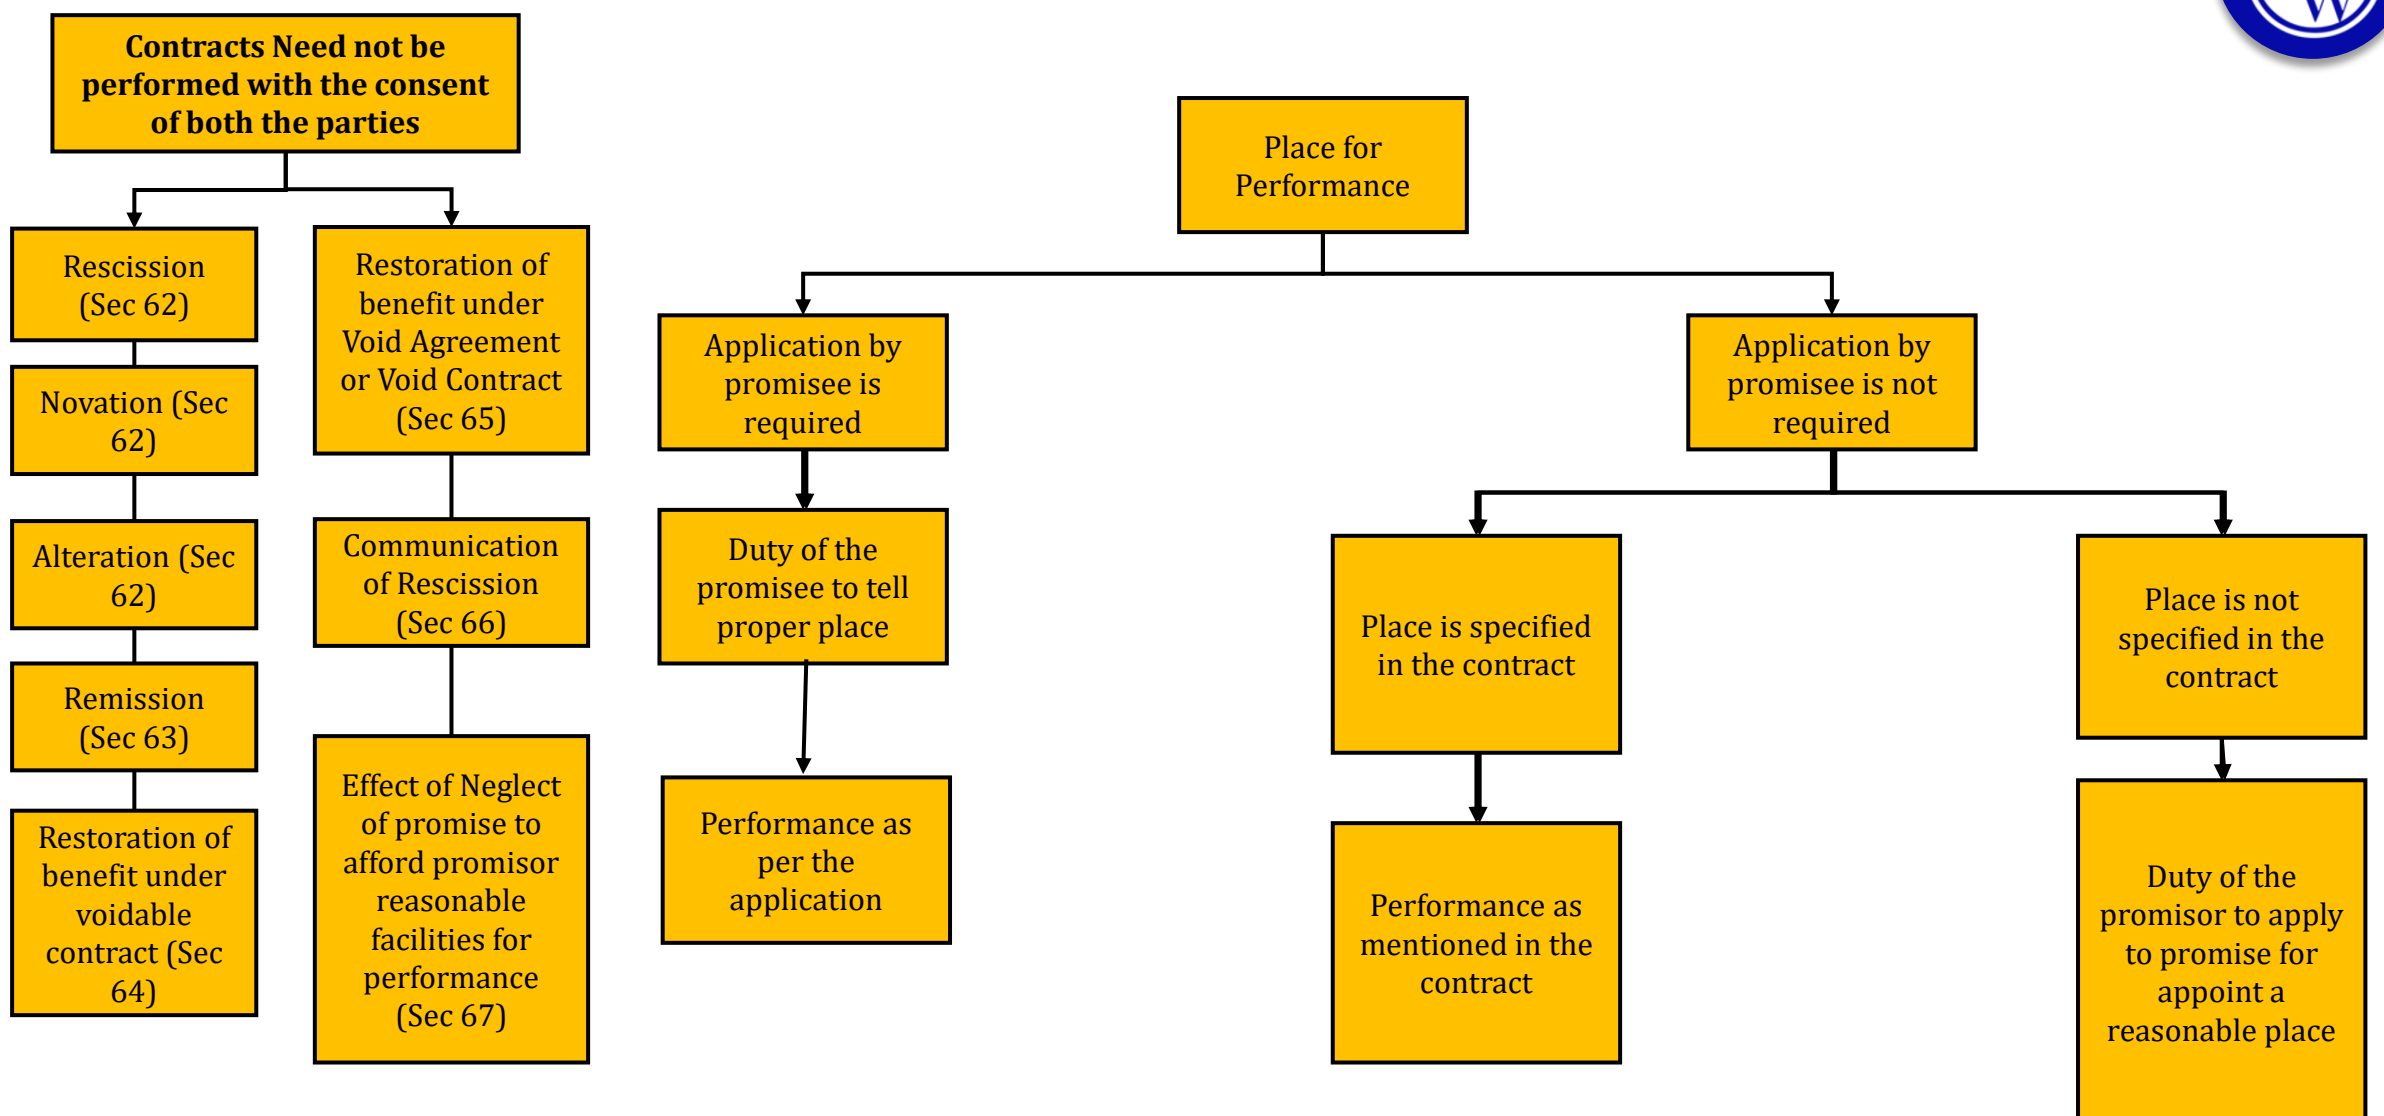 W
Contracts Need not be
performed with the consent
of both the parties
Rescission
(Sec 62)
Novation (Sec
62)
Alteration (Sec
62)
Remission
(Sec 63)
Restoration of
benefit under
voidable
contract (Sec
64)
Restoration of
benefit under
Void Agreement
or Void Contract
(Sec 65)
Communication
of Rescission
(Sec 66)
Effect of Neglect
of promise to
afford promisor
reasonable
facilities for
performance
(Sec 67)
Place for
Performance
Application by
promisee is
required
Duty of the
promisee to tell
proper place
Performance as
per the
application
Application by
promisee is not
required
Place is specified
in the contract
Performance as
mentioned in the
contract
Place is not
specified in the
contract
Duty of the
promisor to apply
to promise for
appoint a
reasonable place